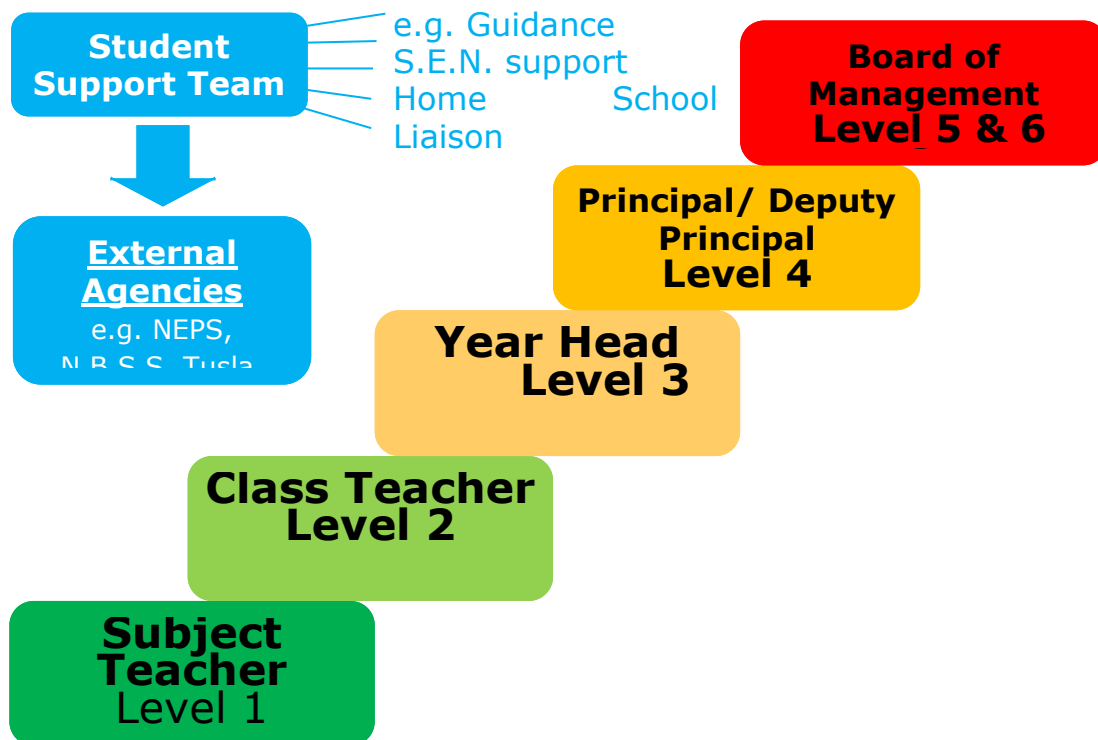 Student
Support Team
e.g. Guidance
S.E.N. support
Home School
Liaison
Board of
Management
Level 5 & 6
Principal/ Deputy
Principal
Level 4
External
Agencies
e.g. NEPS,
N.B.S.S. Tusla
Year Head
Level 3
Class Teacher
Level 2
Subject
Teacher
Level 1